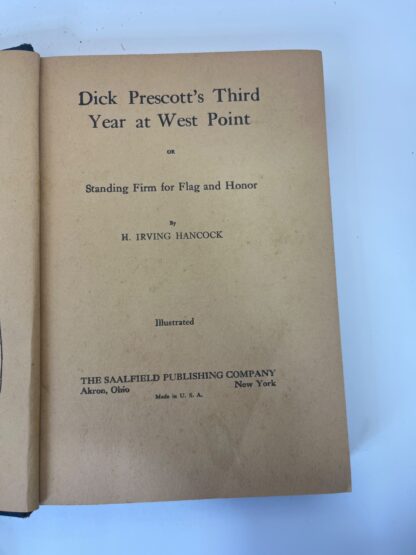 Dick Prescott's Third
Year at West Point
OR
Standing Firm for Flag and Honor
By
H. IRVING HANCOCK
Illustrated
THE SAALFIELD PUBLISHING COMPANY
Akron, Ohio New York
Made in U. S. A.